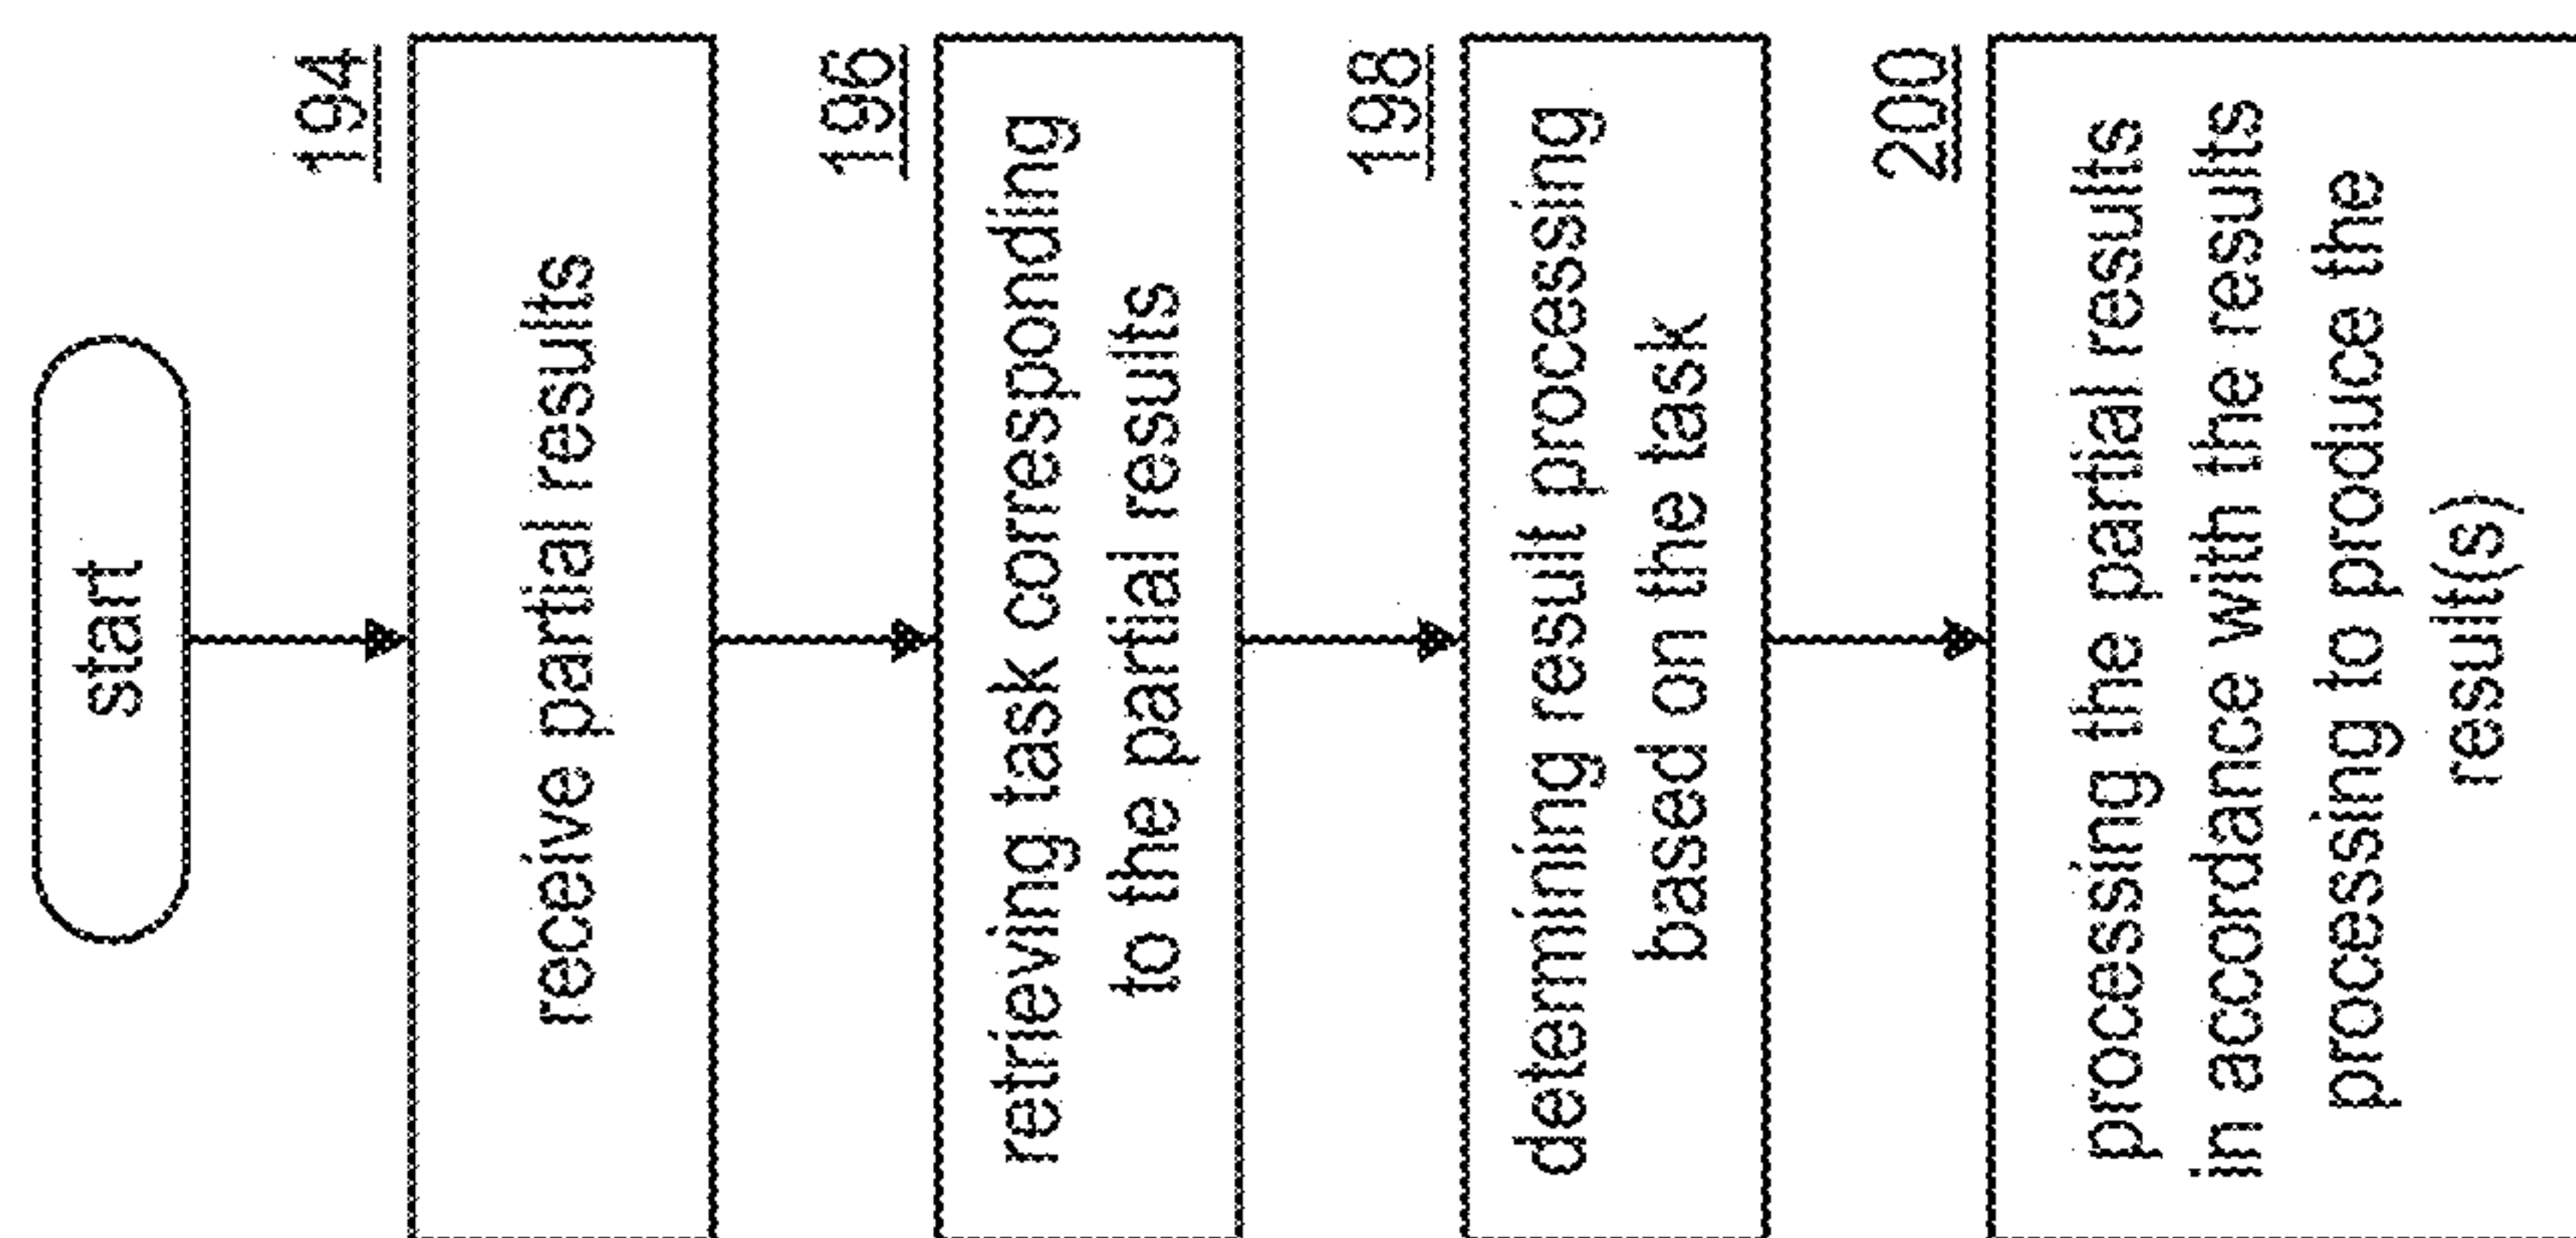 start
194
receive partial results
196
retrieving task corresponding
to the partial results
198
determining result processing
based on the task
200
processing the partial results
in accordance with the results
processing to produce the
result(s)